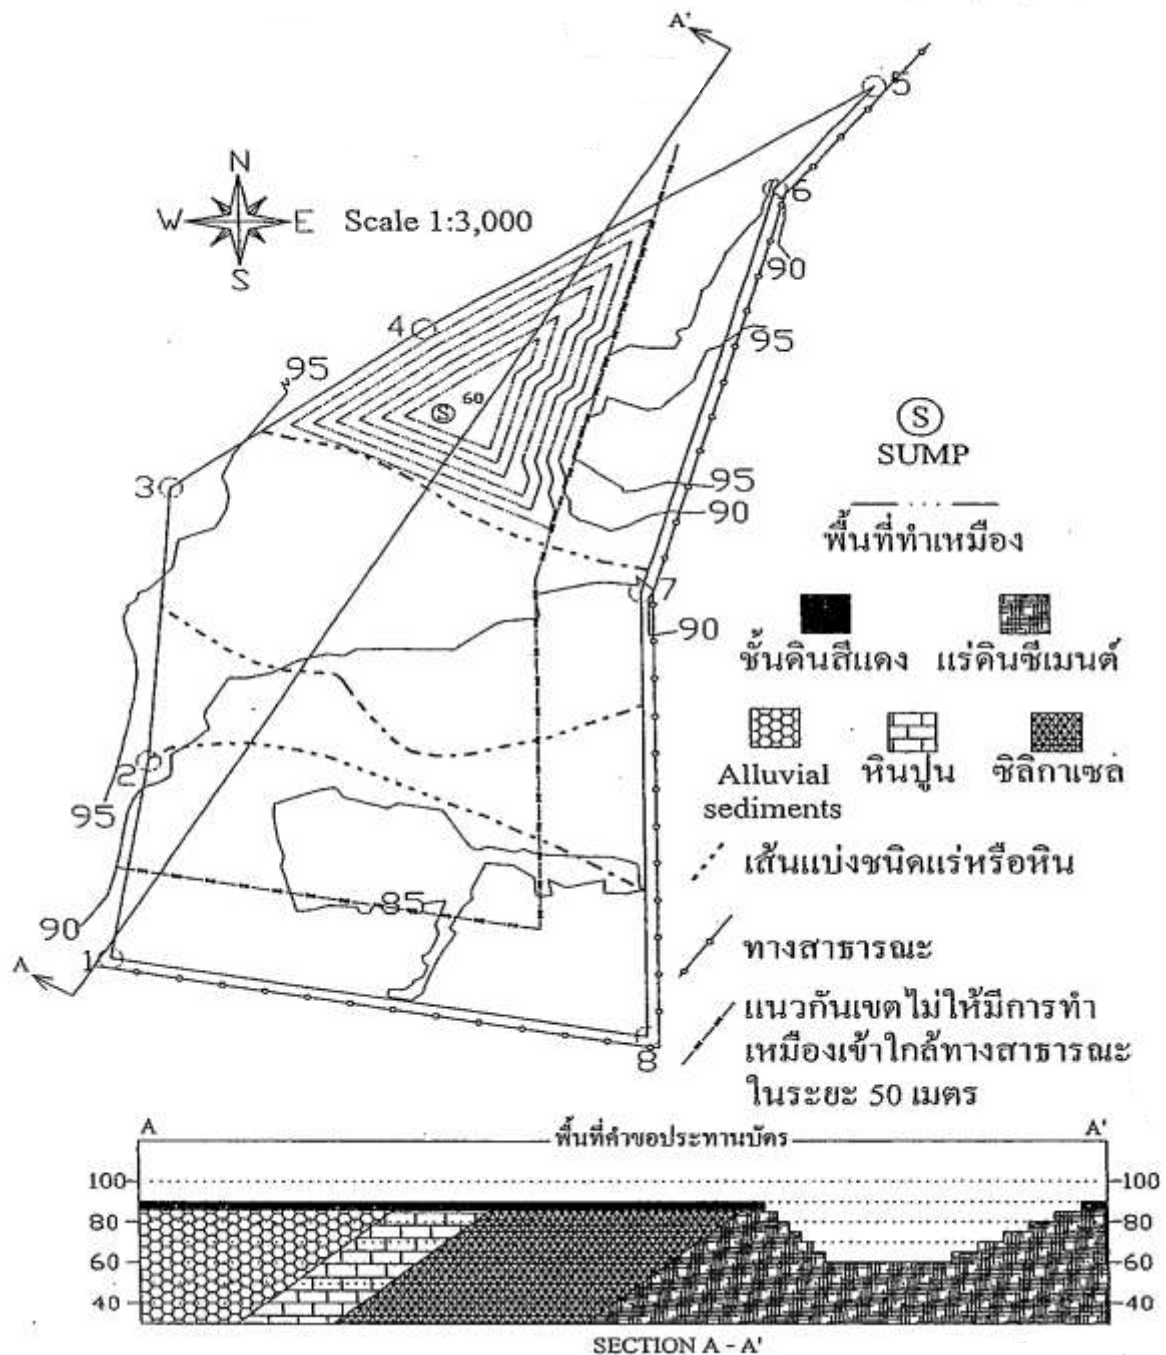 A'
5
N
W E Scale 1:3,000
S
6
90
4
95
95
60
S
S
SUMP
3
95
90
พื้นที่ทำเหมือง
7
90
ชั้นดินสีแดง แร่ดินซีเมนต์
2
95
Alluvial sediments
หินปูน
ซิลิกาเซล
เส้นแบ่งชนิดแร่หรือหิน
85
90
1
A
ทางสาธารณะ
แนวกันเขตไม่ให้มีการทำ
เหมืองเข้าใกล้ทางสาธารณะ
ในระยะ 50 เมตร
8
A A'
พื้นที่คำขอประทานบัตร
100 100
80 80
60 60
40 40
SECTION A - A'